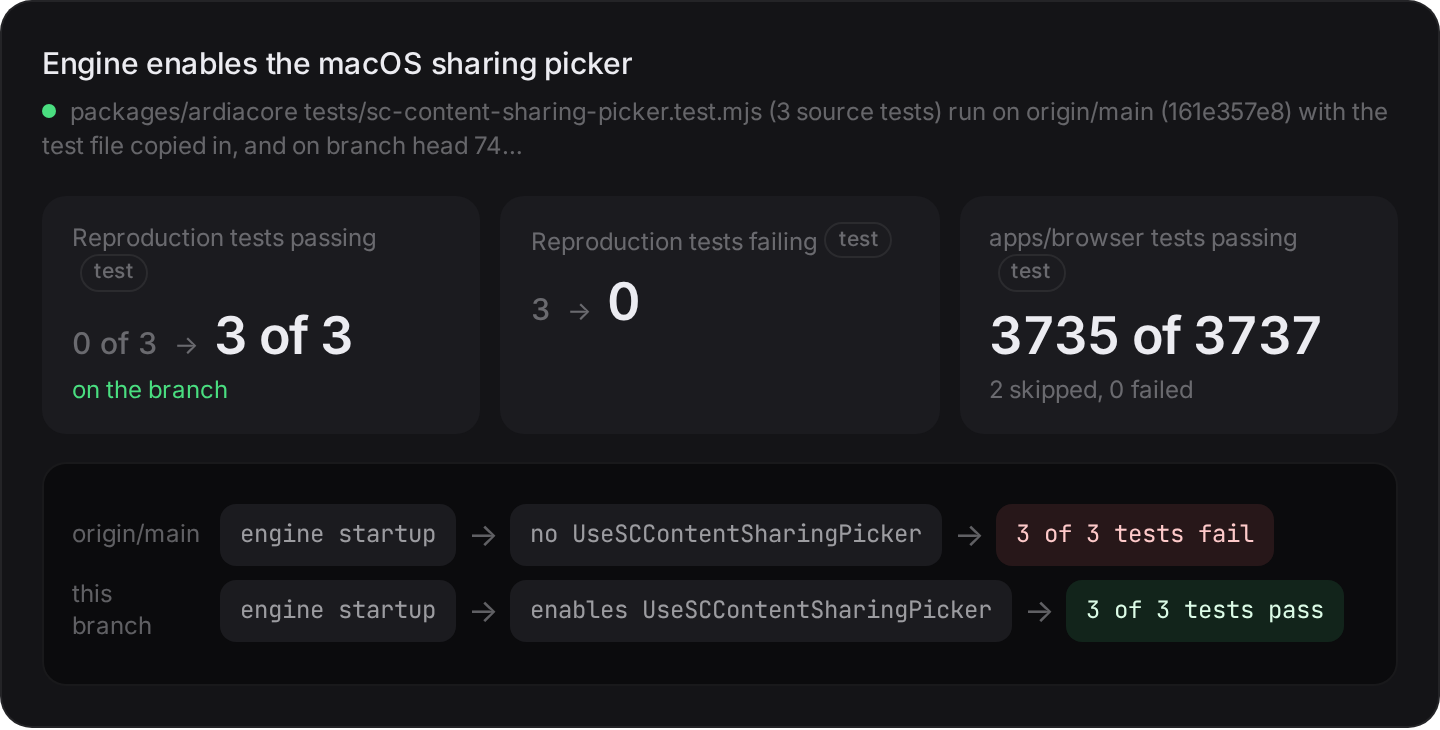 Engine enables the macOS sharing picker
packages/ardiacore tests/sc-content-sharing-picker.test.mjs (3 source tests) run on origin/main (161e357e8) with the
test file copied in, and on branch head 74...
Reproduction tests passing
test
0 of 3 → 3 of 3
on the branch
Reproduction tests failing test
3 → 0
apps/browser tests passing
test
3735 of 3737
2 skipped, 0 failed
origin/main engine startup → no UseSCContentSharingPicker → 3 of 3 tests fail
this
branch
engine startup → enables UseSCContentSharingPicker → 3 of 3 tests pass